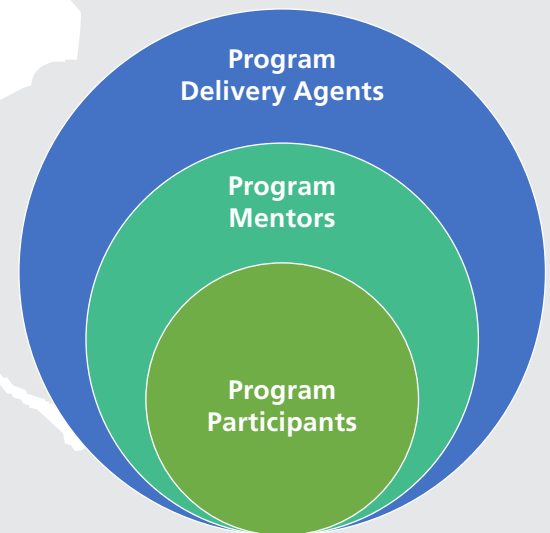 Program
Delivery Agents
Program
Mentors
Program
Participants